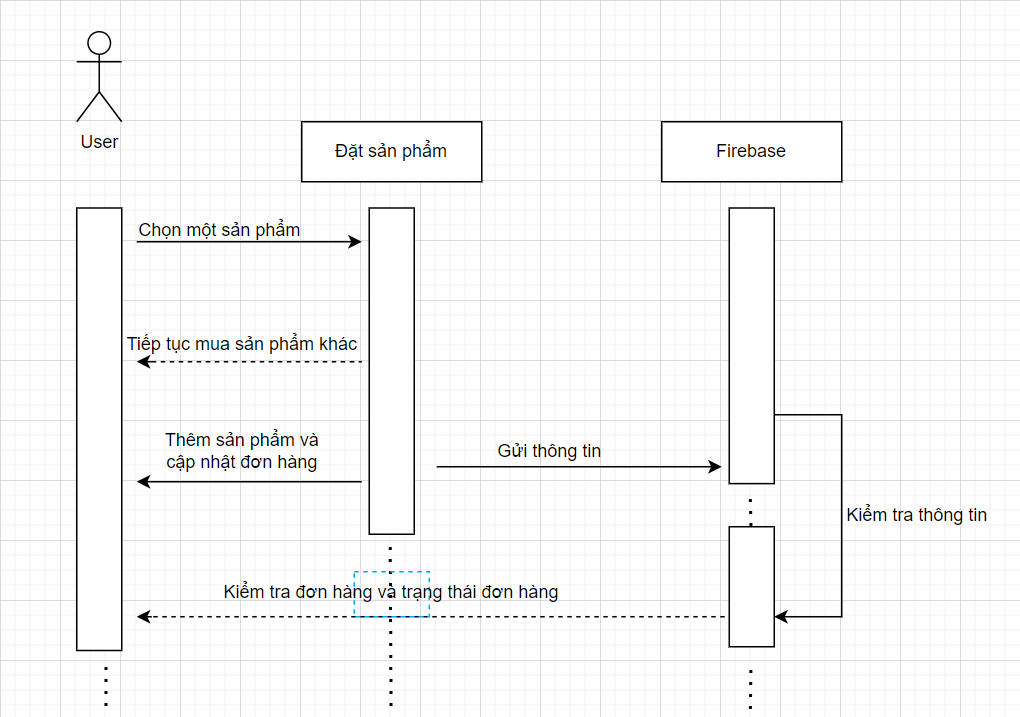 User
Đặt sản phẩm
Firebase
Chọn một sản phẩm
Tiếp tục mua sản phẩm khác
Thêm sản phẩm và
cập nhật đơn hàng
Gửi thông tin
Kiểm tra thông tin
Kiểm tra đơn hàng và trạng thái đơn hàng